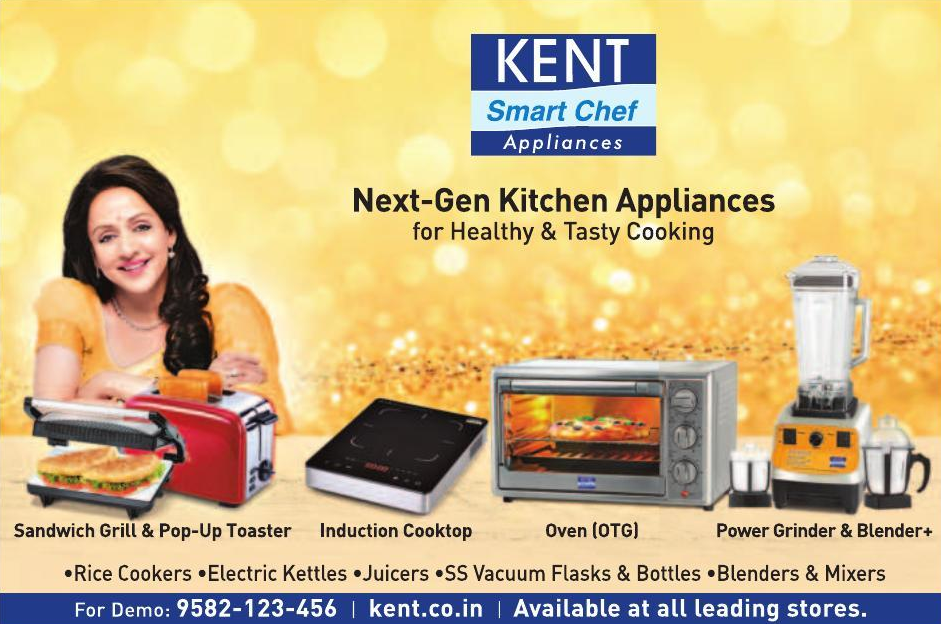 KENT
Smart Chef
Appliances
Next-Gen Kitchen Appliances
for Healthy & Tasty Cooking
Sandwich Grill & Pop-Up Toaster
Induction Cooktop
Oven (OTG)
Power Grinder & Blender+
•Rice Cookers •Electric Kettles •Juicers •SS Vacuum Flasks & Bottles •Blenders & Mixers
For Demo: 9582-123-456 | kent.co.in | Available at all leading stores.